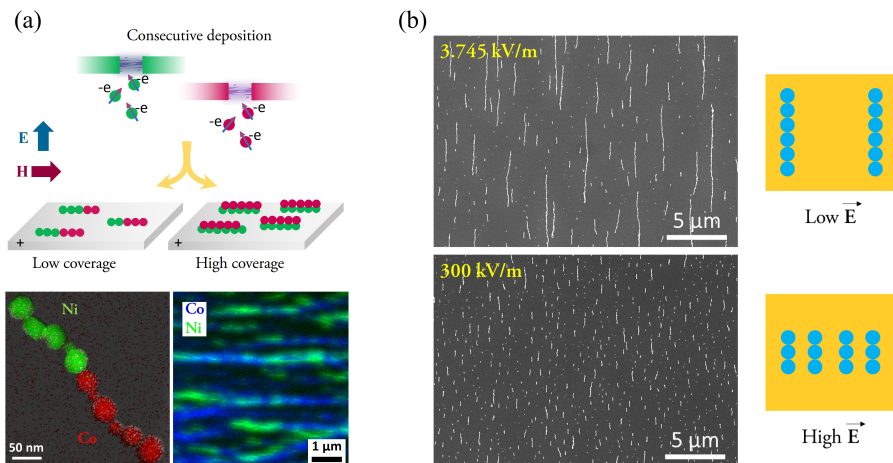 (a)
Consecutive deposition
-e
-e
-e
-e
-e
-e
E
H
+
+
Low coverage
High coverage
Ni
Co
50 nm
Co
Ni
1 μm
(b)
3.745 kV/m
5 μm
Low E
300 kV/m
5 μm
High E